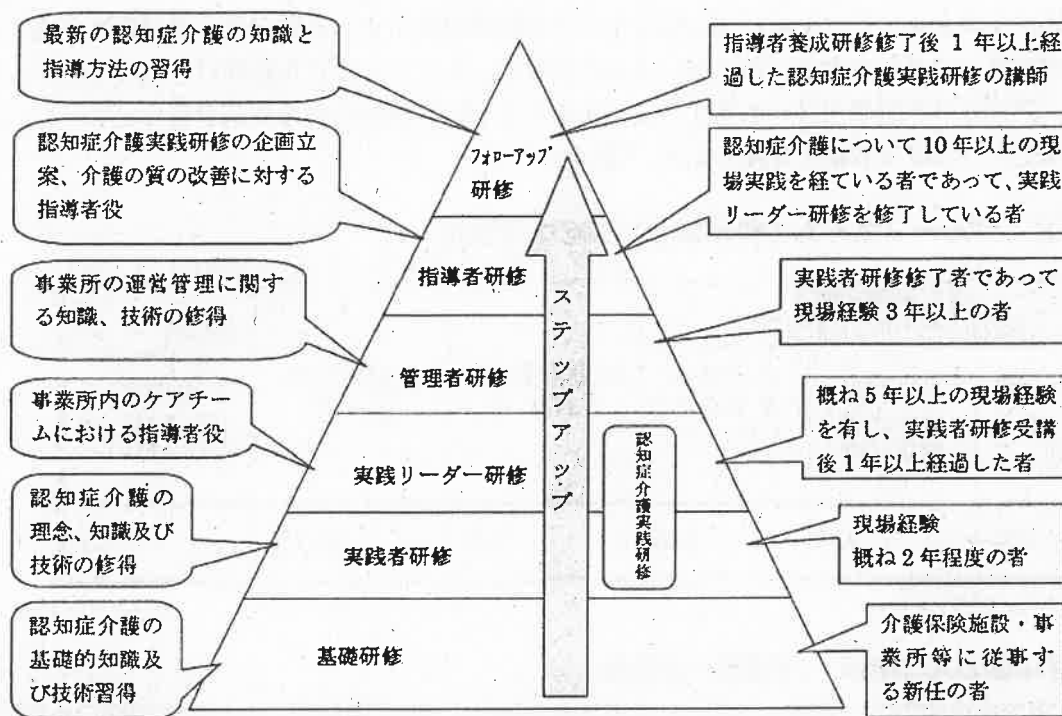 最新の認知症介護の知識と
指導方法の習得
指導者養成研修修了後 1 年以上経
過した認知症介護実践研修の講師
フォローアップ
研修
認知症介護実践研修の企画立
案、介護の質の改善に対する
指導者役
認知症介護について 10 年以上の現
場実践を経ている者であって、実践
リーダー研修を修了している者
指導者研修
事業所の運営管理に関す
る知識、技術の修得
実践者研修修了者であって
現場経験 3 年以上の者
管理者研修
事業所内のケアチー
ムにおける指導者役
概ね 5 年以上の現場経験
を有し、実践者研修受講
後 1 年以上経過した者
実践リーダー研修
認知症介護の
理念、知識及び
技術の修得
現場経験
概ね 2 年程度の者
実践者研修
認知症介護の
基礎的知識及
び技術習得
介護保険施設・事
業所等に従事す
る新任の者
基礎研修
ステップアップ
認知症介護実践研修